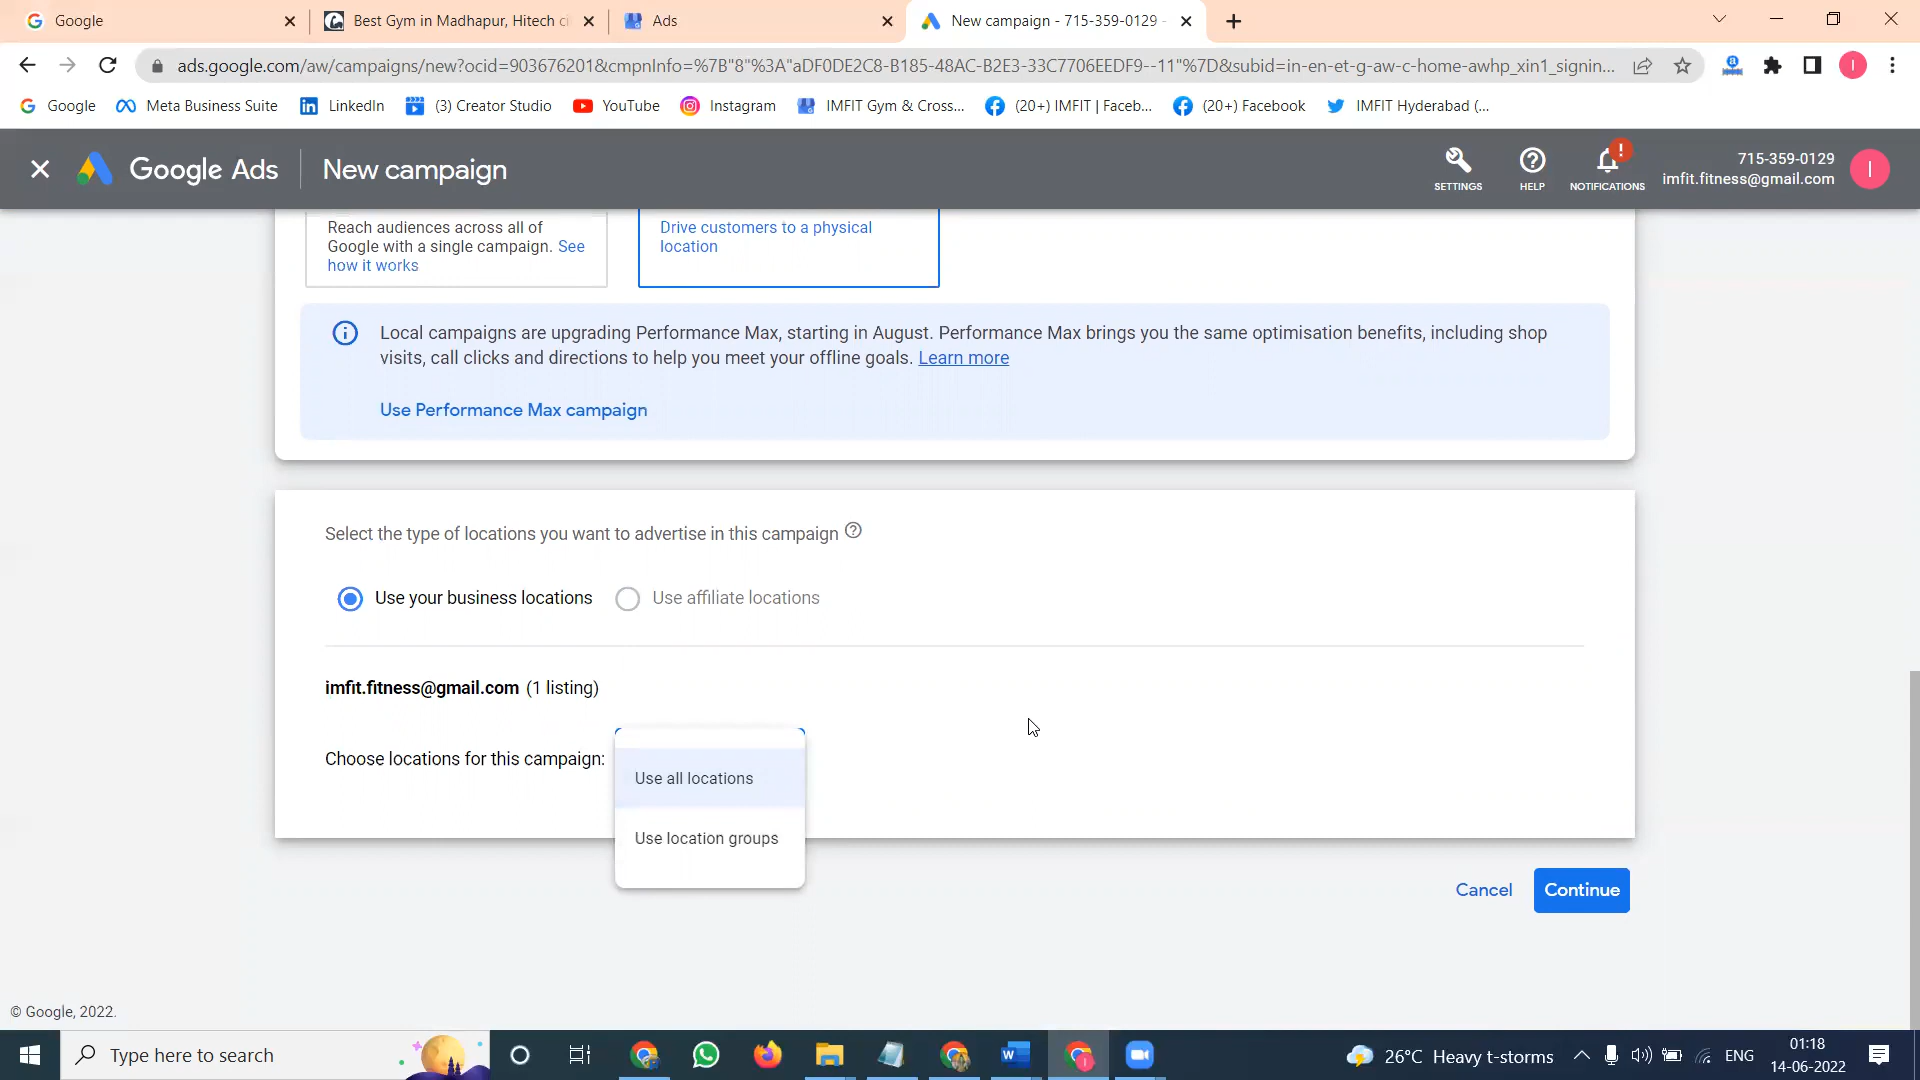 Google
Best Gym in Madhapur, Hitech ci
Ads
New campaign - 715-359-0129 -
ads.google.com/aw/campaigns/new?ocid=903676201&cmpnInfo=%7B"8"%3A"aDF0DE2C8-B185-48AC-B2E3-33C7706EEDF9--11"%7D&subid=in-en-et-g-aw-c-home-awhp_xin1_signin...
Google
Meta Business Suite
LinkedIn
(3) Creator Studio
YouTube
Instagram
IMFIT Gym & Cross...
(20+) IMFIT | Faceb...
(20+) Facebook
IMFIT Hyderabad (...
Google Ads
New campaign
SETTINGS
HELP
NOTIFICATIONS
715-359-0129
imfit.fitness@gmail.com
Reach audiences across all of
Google with a single campaign. See
how it works
Drive customers to a physical
location
Local campaigns are upgrading Performance Max, starting in August. Performance Max brings you the same optimisation benefits, including shop
visits, call clicks and directions to help you meet your offline goals. Learn more
Use Performance Max campaign
Select the type of locations you want to advertise in this campaign
Use your business locations
Use affiliate locations
imfit.fitness@gmail.com (1 listing)
Choose locations for this campaign:
Use all locations
Use location groups
Cancel
Continue
© Google, 2022.
Type here to search
26°C Heavy t-storms
ENG
01:18
14-06-2022